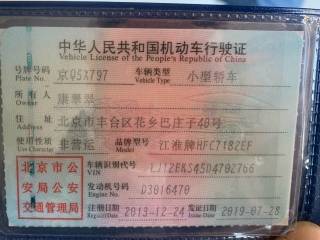 中华人民共和国机动车行驶证
Vehicle License of the People's Republic of China
号牌号码 京Q5X797 车辆类型 小型轿车
Plate No. Vehicle Type
所有人 康翠翠
Owner
住址 北京市丰台区花乡巴庄子40号
Address
使用性质 非营运 品牌型号 江淮牌HFC7182EF
Use Character Model
北京市公 车辆识别代号 LJ12EKS45D4702766
VIN
安局公安 发动机号码 D3016470
Engine No.
交通管理局 注册日期 2013-12-24 发证日期 2019-07-28
Register Date Issue Date